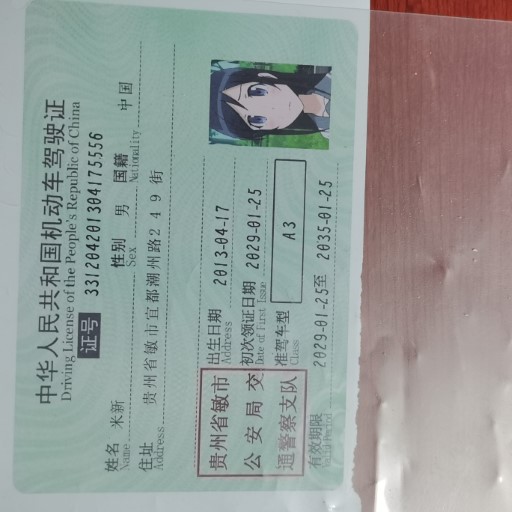 中华人民共和国机动车驾驶证
Driving License of the People's Republic of China
证号 331204201304175556
姓名 米新 性别 男 国籍 中国
Name Sex Nationality
住址 贵州省敏市宜都潮州路249街
Address
出生日期 2013-04-17
Address
初次领证日期 2029-01-25
Date of First Issue
准驾车型 A3
Class
贵州省敏市
公安局交
通警察支队
有效期限 2029-01-25至 2035-01-25
Valid Period